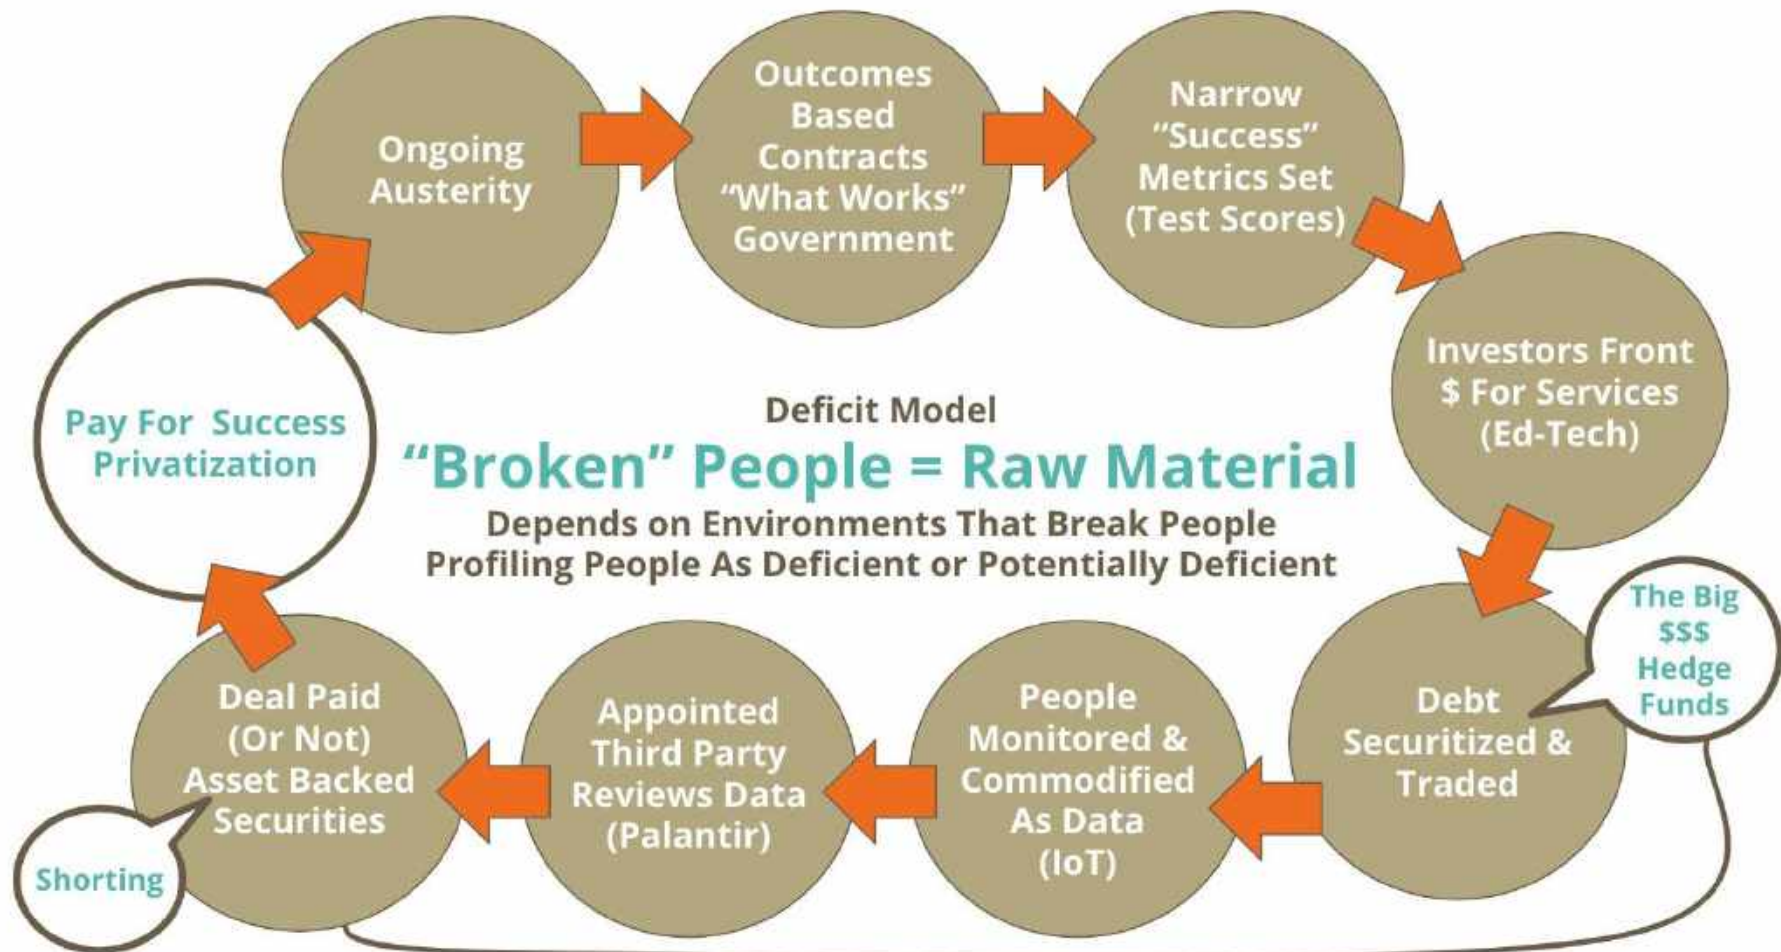 Ongoing
Austerity
Outcomes
Based
Contracts
“What Works”
Government
Narrow
“Success”
Metrics Set
(Test Scores)
Investors Front
$ For Services
(Ed-Tech)
Pay For Success
Privatization
Deficit Model
“Broken” People = Raw Material
Depends on Environments That Break People
Profiling People As Deficient or Potentially Deficient
The Big
$$$
Hedge
Funds
Debt
Securitized &
Traded
People
Monitored &
Commodified
As Data
(IoT)
Appointed
Third Party
Reviews Data
(Palantir)
Deal Paid
(Or Not)
Asset Backed
Securities
Shorting